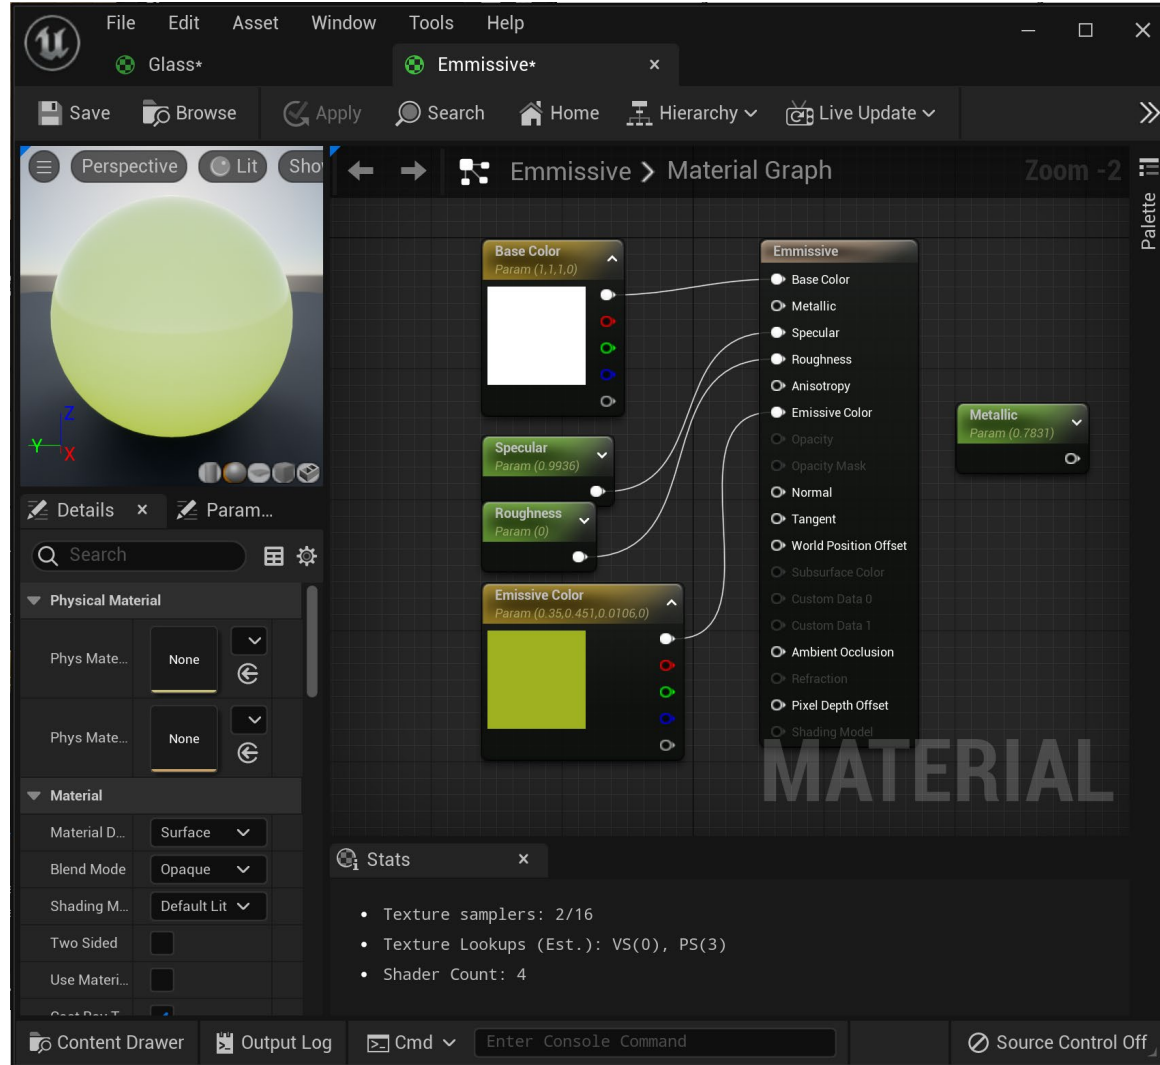 File Edit Asset Window Tools Help
Glass*
Emmissive*
Save Browse Apply Search Home Hierarchy Live Update
Perspective Lit Sho
Emmissive > Material Graph
Zoom -2
Palette
Base Color
Param (1,1,1,0)
Specular
Param (0.9936)
Roughness
Param (0)
Emissive Color
Param (0.35,0.451,0.0106,0)
Emmissive
Base Color
Metallic
Specular
Roughness
Anisotropy
Emissive Color
Opacity
Opacity Mask
Normal
Tangent
World Position Offset
Subsurface Color
Custom Data 0
Custom Data 1
Ambient Occlusion
Refraction
Pixel Depth Offset
Shading Model
Metallic
Param (0.7831)
MATERIAL
Z
Y
X
Details Param...
Search
Physical Material
Phys Mate... None
Phys Mate... None
Material
Material D... Surface
Blend Mode Opaque
Shading M... Default Lit
Two Sided
Use Materi...
Stats
• Texture samplers: 2/16
• Texture Lookups (Est.): VS(0), PS(3)
• Shader Count: 4
Content Drawer Output Log Cmd Enter Console Command Source Control Off